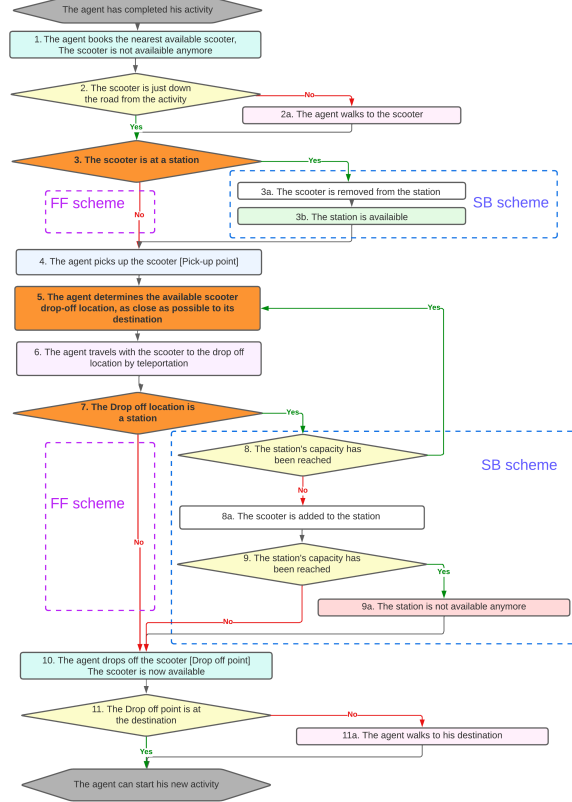 The agent has completed his activity
1. The agent books the nearest available scooter,
The scooter is not available anymore
2. The scooter is just down
the road from the activity
No
2a. The agent walks to the scooter
Yes
3. The scooter is at a station
Yes
FF scheme
No
3a. The scooter is removed from the station
SB scheme
3b. The station is availaible
4. The agent picks up the scooter [Pick-up point]
5. The agent determines the available scooter
drop-off location, as close as possible to its
destination
Yes
6. The agent travels with the scooter to the drop off
location by teleportation
7. The Drop off location is
a station
Yes
8. The station's capacity has
been reached
SB scheme
No
FF scheme
8a. The scooter is added to the station
No
9. The station's capacity has
been reached
Yes
9a. The station is not available anymore
No
10. The agent drops off the scooter [Drop off point]
The scooter is now available
11. The Drop off point is at
the destination
No
11a. The agent walks to his destination
Yes
The agent can start his new activity